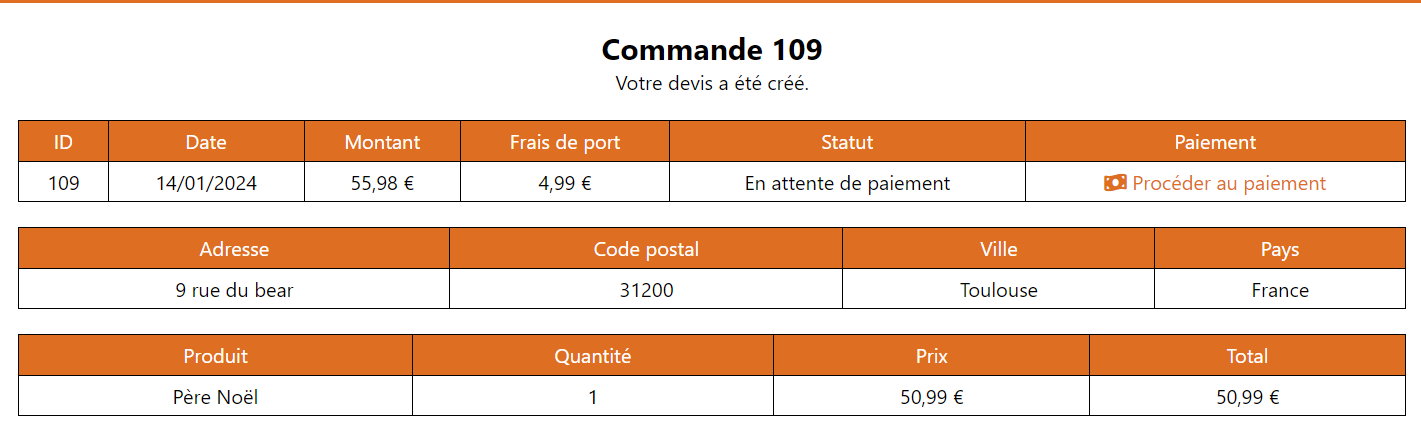 Commande 109
Votre devis a été créé.
ID Date Montant Frais de port Statut Paiement
109 14/01/2024 55,98 € 4,99 € En attente de paiement Procéder au paiement
Adresse Code postal Ville Pays
9 rue du bear 31200 Toulouse France
Produit Quantité Prix Total
Père Noël 1 50,99 € 50,99 €